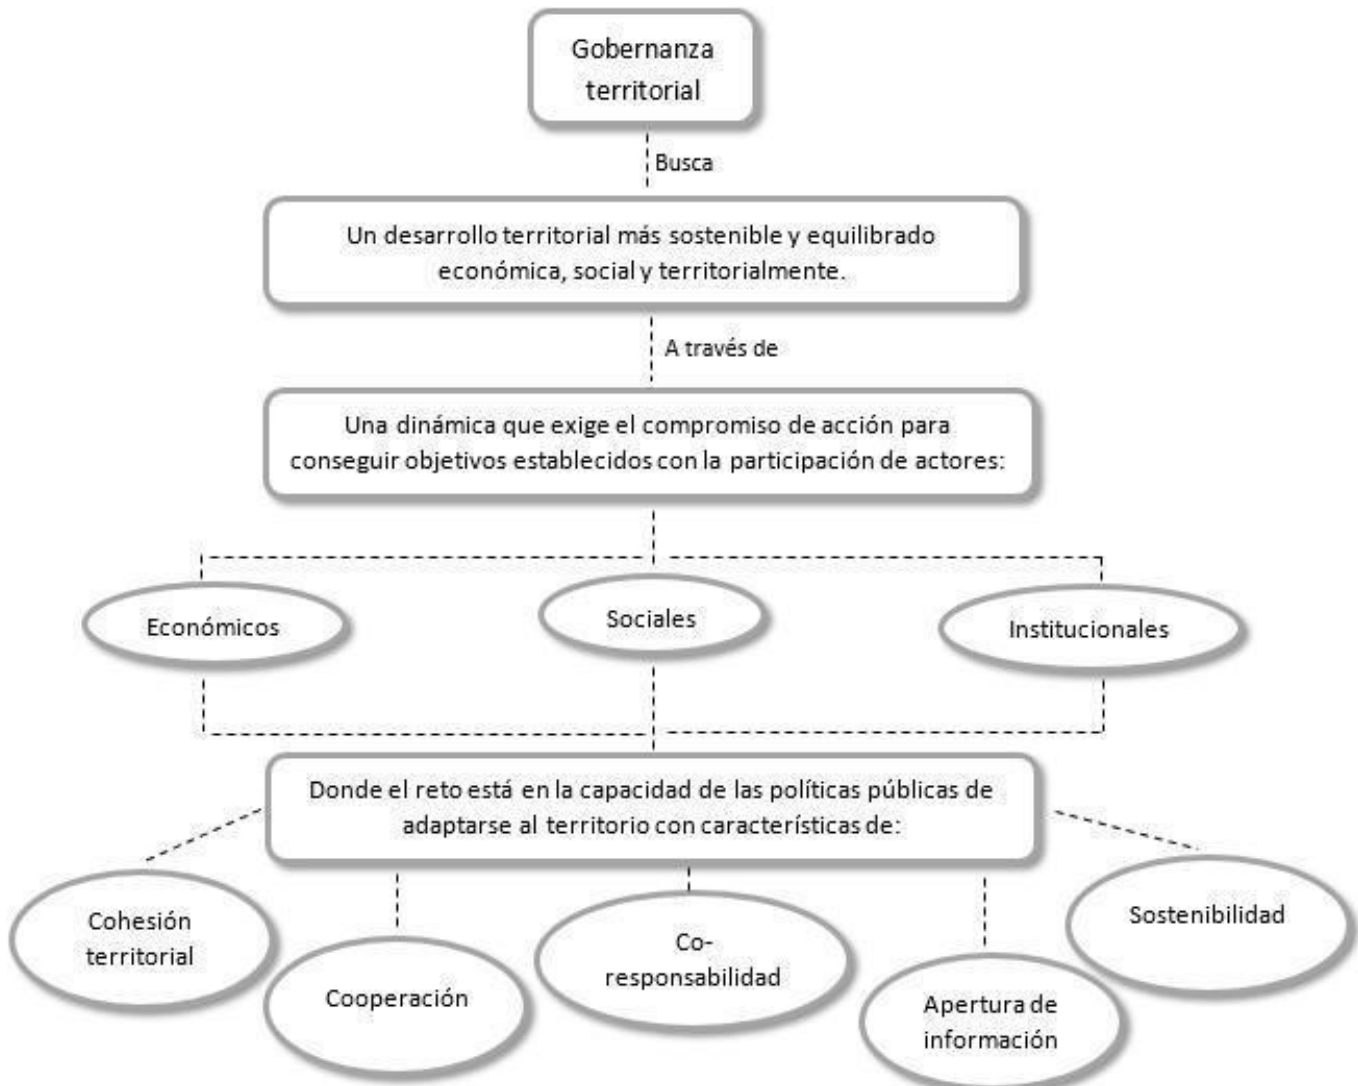 Gobernanza
territorial
Busca
Un desarrollo territorial más sostenible y equilibrado
económica, social y territorialmente.
A través de
Una dinámica que exige el compromiso de acción para
conseguir objetivos establecidos con la participación de actores:
Económicos
Sociales
Institucionales
Donde el reto está en la capacidad de las políticas públicas de
adaptarse al territorio con características de:
Cohesión
territorial
Cooperación
Co-
responsabilidad
Apertura de
información
Sostenibilidad